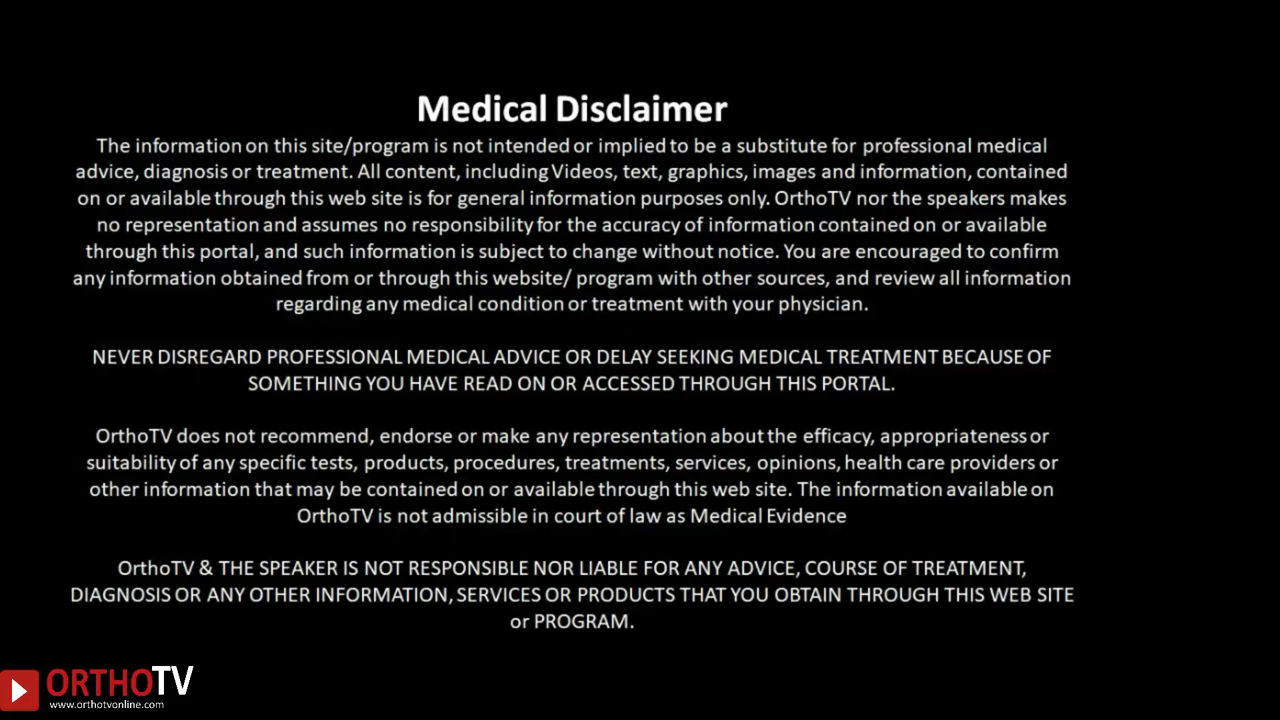 Medical Disclaimer
The information on this site/program is not intended or implied to be a substitute for professional medical
advice, diagnosis or treatment. All content, including Videos, text, graphics, images and information, contained
on or available through this web site is for general information purposes only. OrthoTV nor the speakers makes
no representation and assumes no responsibility for the accuracy of information contained on or available
through this portal, and such information is subject to change without notice. You are encouraged to confirm
any information obtained from or through this website/ program with other sources, and review all information
regarding any medical condition or treatment with your physician.
NEVER DISREGARD PROFESSIONAL MEDICAL ADVICE OR DELAY SEEKING MEDICAL TREATMENT BECAUSE OF
SOMETHING YOU HAVE READ ON OR ACCESSED THROUGH THIS PORTAL.
OrthoTV does not recommend, endorse or make any representation about the efficacy, appropriateness or
suitability of any specific tests, products, procedures, treatments, services, opinions, health care providers or
other information that may be contained on or available through this web site. The information available on
OrthoTV is not admissible in court of law as Medical Evidence
OrthoTV & THE SPEAKER IS NOT RESPONSIBLE NOR LIABLE FOR ANY ADVICE, COURSE OF TREATMENT,
DIAGNOSIS OR ANY OTHER INFORMATION, SERVICES OR PRODUCTS THAT YOU OBTAIN THROUGH THIS WEB SITE
or PROGRAM.
ORTHOTV
www.orthotvonline.com